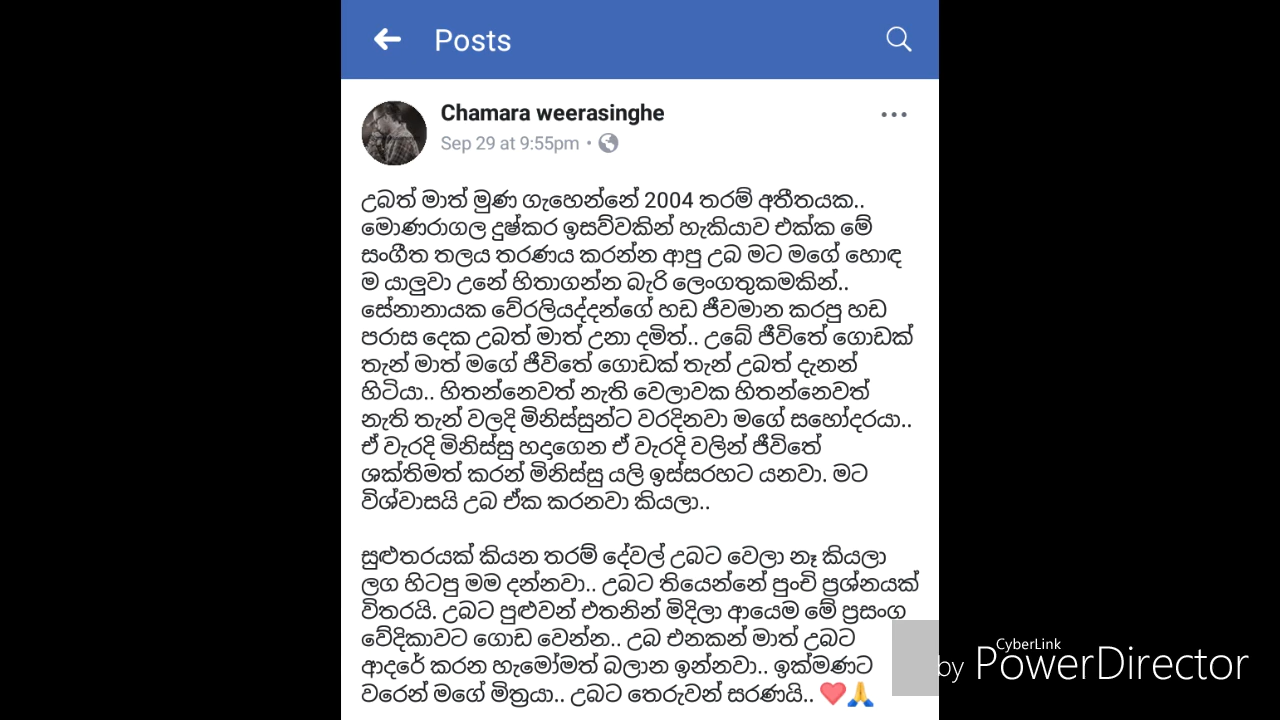 Posts
Chamara weerasinghe
Sep 29 at 9:55pm •
උබත් මාත් මුණ ගැහෙන්නේ 2004 තරම් අතීතයක..
මොණරාගල දුෂ්කර ඉසව්වකින් හැකියාව එක්ක මේ
සංගීත තලය තරණය කරන්න ආපු උබ මට මගේ හොඳ
ම යාලුවා උනේ හිතාගන්න බැරි ලෙංගතුකමකින්..
සේනානායක වේරලියද්දන්ගේ හඩ ජීවමාන කරපු හඩ
පරාස දෙක උබත් මාත් උනා දමිත්.. උබේ ජීවිතේ ගොඩක්
තැන් මාත් මගේ ජීවිතේ ගොඩක් තැන් උබත් දැනන්
හිටියා.. හිතන්නෙවත් නැති වෙලාවක හිතන්නෙවත්
නැති තැන් වලදි මිනිස්සුන්ට වරදිනවා මගේ සහෝදරයා..
ඒ වැරදි මිනිස්සු හදාගෙන ඒ වැරදි වලින් ජීවිතේ
ශක්තිමත් කරන් මිනිස්සු යලි ඉස්සරහට යනවා. මට
විශ්වාසයි උබ ඒක කරනවා කියලා..
සුළුතරයක් කියන තරම් දේවල් උබට වෙලා නෑ කියලා
ලග හිටපු මම දන්නවා.. උබට තියෙන්නේ පුංචි ප්‍රශ්නයක්
විතරයි. උබට පුළුවන් එතනින් මිදිලා ආයෙම මේ ප්‍රසංග
වේදිකාවට ගොඩ වෙන්න.. උබ එනකන් මාත් උබට
ආදරේ කරන හැමෝමත් බලාන ඉන්නවා.. ඉක්මණට
වරෙන් මගේ මිත්‍රයා.. උබට තෙරුවන් සරණයි.. ❤️🙏
CyberLink
by PowerDirector